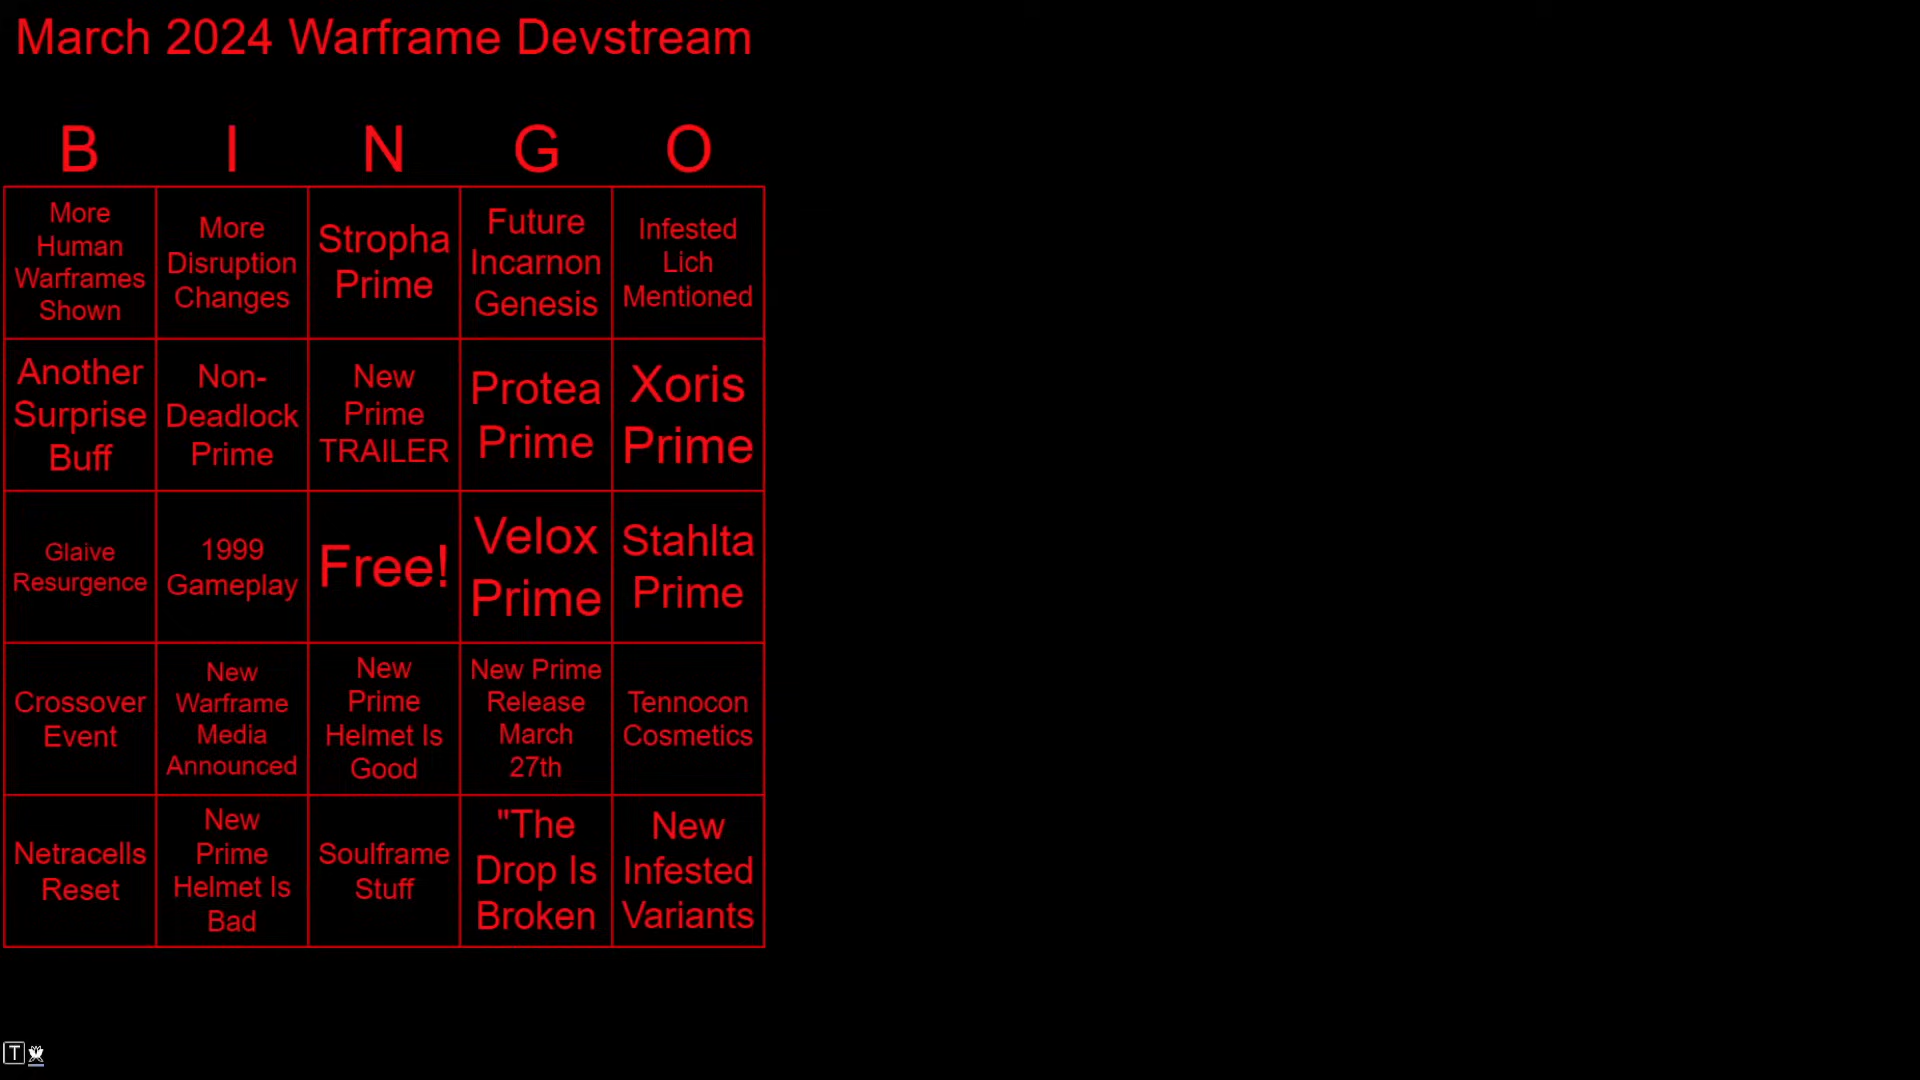 March 2024 Warframe Devstream
B I N G O
More
Human
Warframes
Shown
More
Disruption
Changes
Stropha
Prime
Future
Incarnon
Genesis
Infested
Lich
Mentioned
Another
Surprise
Buff
Non-
Deadlock
Prime
New
Prime
TRAILER
Protea
Prime
Xoris
Prime
Glaive
Resurgence
1999
Gameplay
Free!
Velox
Prime
Stahlta
Prime
Crossover
Event
New
Warframe
Media
Announced
New
Prime
Helmet Is
Good
New Prime
Release
March
27th
Tennocon
Cosmetics
Netracells
Reset
New
Prime
Helmet Is
Bad
Soulframe
Stuff
"The
Drop Is
Broken
New
Infested
Variants
T